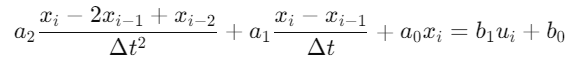 $a_2 \frac{x_i - 2x_{i-1} + x_{i-2}}{\Delta t^2} + a_1 \frac{x_i - x_{i-1}}{\Delta t} + a_0 x_i = b_1 u_i + b_0$